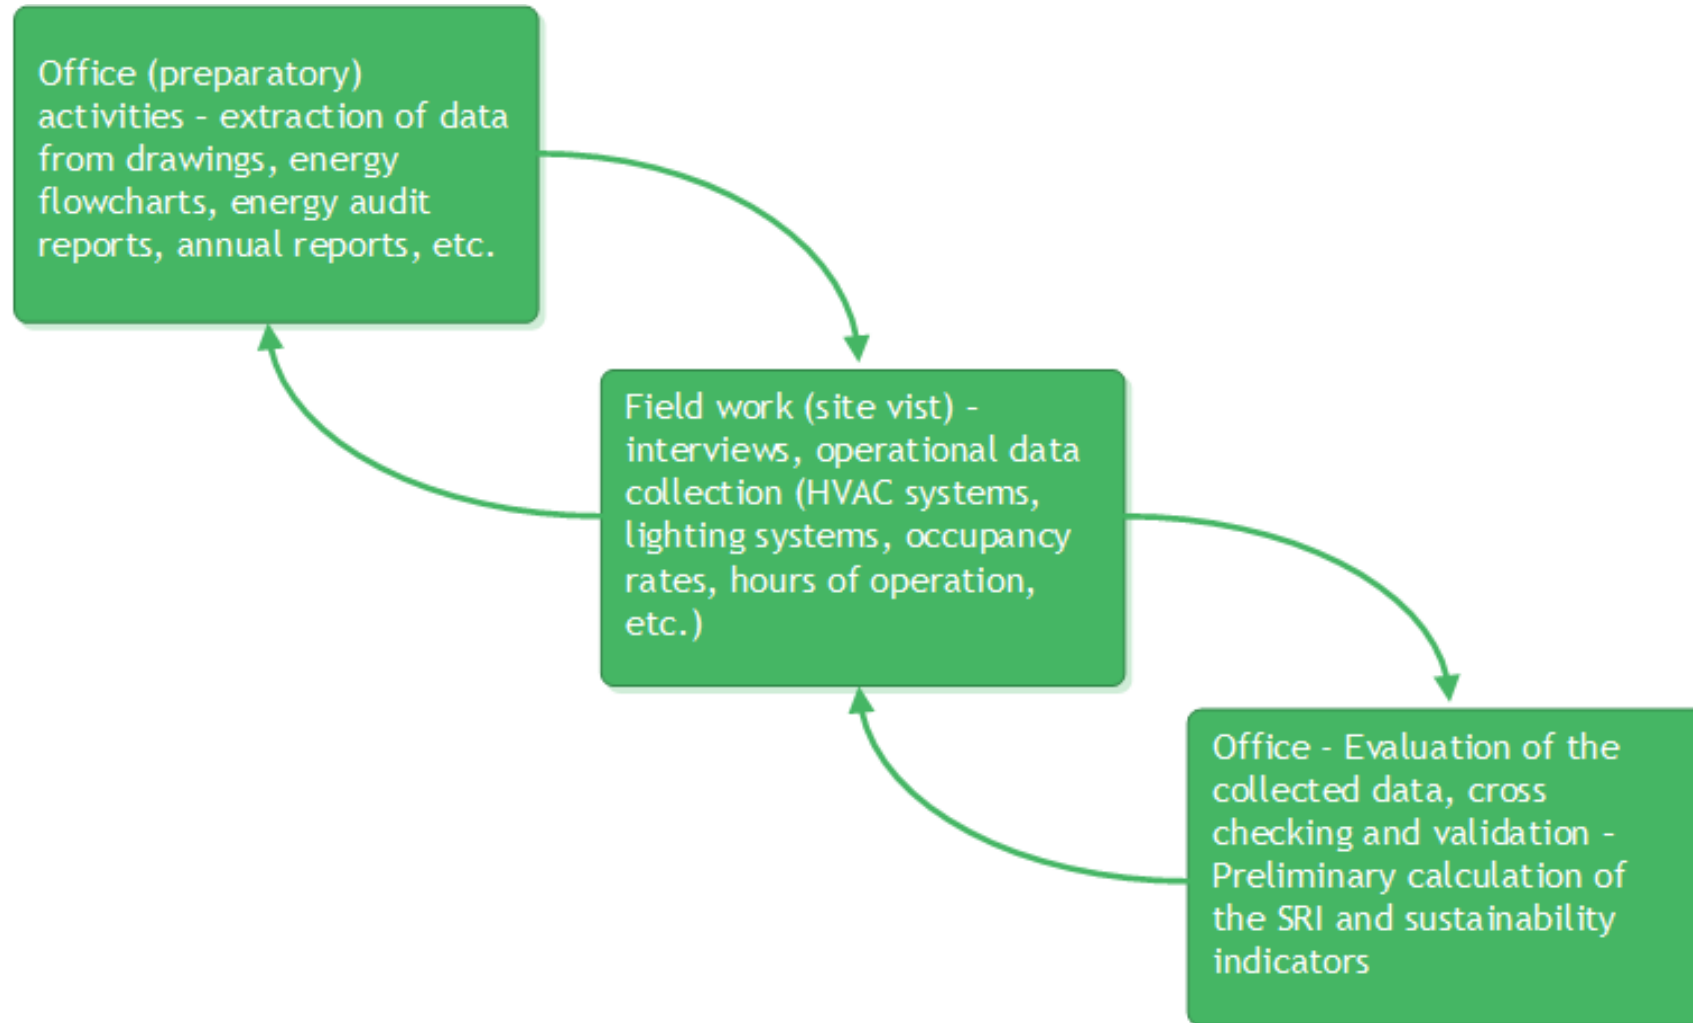 Office (preparatory)
activities – extraction of data
from drawings, energy
flowcharts, energy audit
reports, annual reports, etc.
Field work (site vist) –
interviews, operational data
collection (HVAC systems,
lighting systems, occupancy
rates, hours of operation,
etc.)
Office - Evaluation of the
collected data, cross
checking and validation –
Preliminary calculation of
the SRI and sustainability
indicators